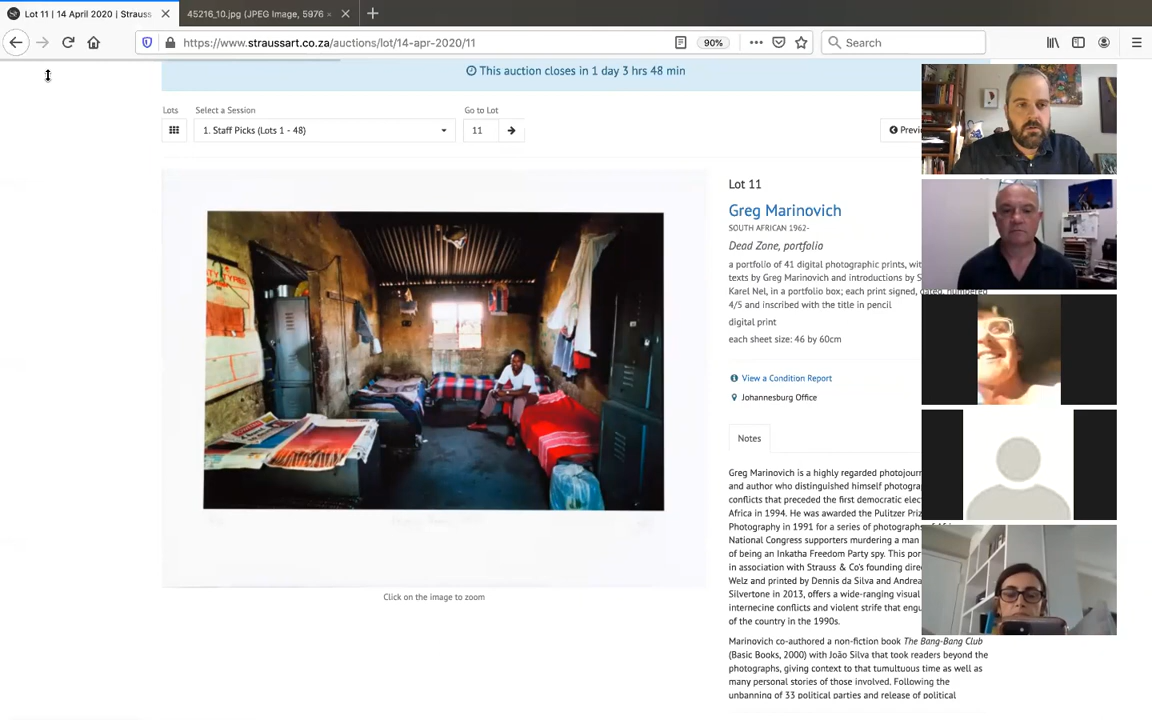 Lot 11 | 14 April 2020 | Strauss
45216_10.jpg (JPEG Image, 5976 ×
https://www.straussart.co.za/auctions/lot/14-apr-2020/11
90%
Search
This auction closes in 1 day 3 hrs 48 min
Lots
Select a Session
Go to Lot
1. Staff Picks (Lots 1 - 48)
11
Previ
Lot 11
Greg Marinovich
SOUTH AFRICAN 1962-
Dead Zone, portfolio
a portfolio of 41 digital photographic prints, wit
texts by Greg Marinovich and introductions by S
Karel Nel, in a portfolio box; each print signed, dated, numbered
4/5 and inscribed with the title in pencil
digital print
each sheet size: 46 by 60cm
View a Condition Report
Johannesburg Office
Notes
Greg Marinovich is a highly regarded photojourn
and author who distinguished himself photogra
conflicts that preceded the first democratic elec
Africa in 1994. He was awarded the Pulitzer Priz
Photography in 1991 for a series of photographs
National Congress supporters murdering a man
of being an Inkatha Freedom Party spy. This por
in association with Strauss & Co's founding dire
Welz and printed by Dennis da Silva and Andrea
Silvertone in 2013, offers a wide-ranging visual
internecine conflicts and violent strife that engu
of the country in the 1990s.
Marinovich co-authored a non-fiction book The Bang-Bang Club
(Basic Books, 2000) with João Silva that took readers beyond the
photographs, giving context to that tumultuous time as well as
many personal stories of those involved. Following the
unbanning of 33 political parties and release of political
Click on the image to zoom